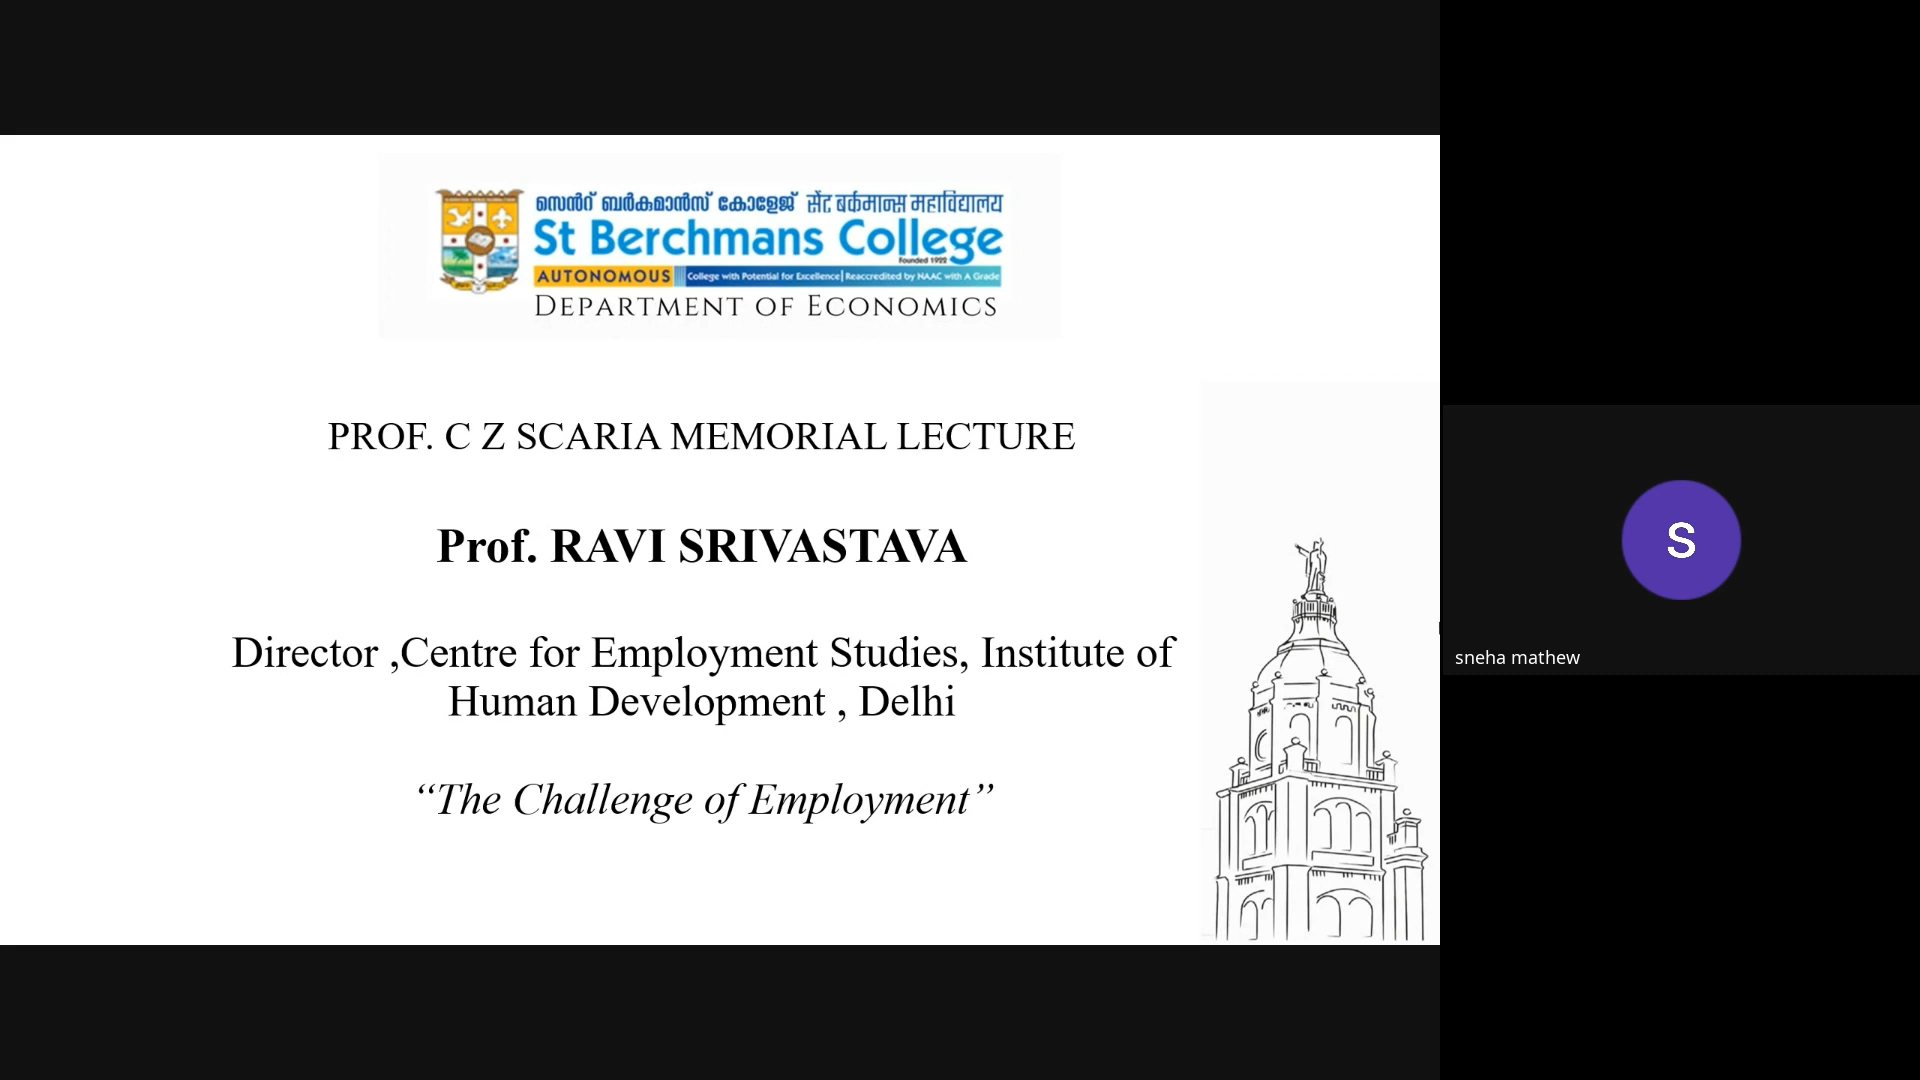 സെൻറ് ബർകമാൻസ് കോളേജ് सेंट बर्कमान्स महाविद्यालय
St Berchmans College
Founded 1922
AUTONOMOUS College with Potential for Excellence | Reaccredited by NAAC with A Grade
DEPARTMENT OF ECONOMICS
PROF. C Z SCARIA MEMORIAL LECTURE
Prof. RAVI SRIVASTAVA
Director ,Centre for Employment Studies, Institute of
Human Development , Delhi
“The Challenge of Employment”
S
sneha mathew